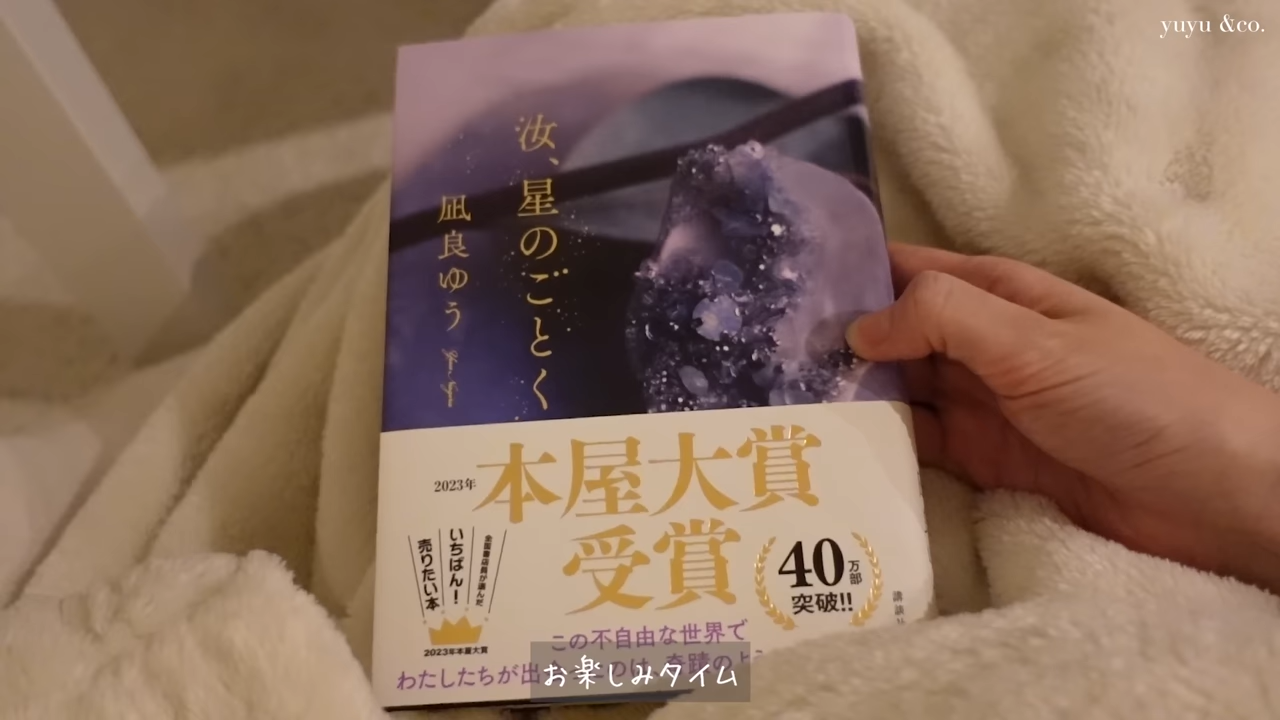 yuyu &co.
汝、星のごとく
凪良ゆう
2023年
本屋大賞
受賞
全国書店員が選んだ
いちばん!
売りたい本
2023年本屋大賞
40万部
突破!!
この不自由な世界で
わたしたちが出
お楽しみタイム